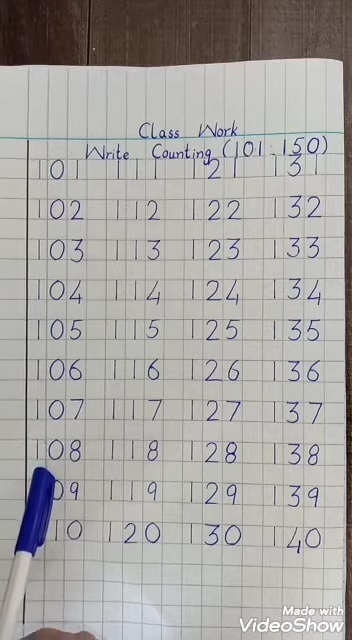 Class Work
Write Counting (101-150)
101 111 121 131
102 112 122 132
103 113 123 133
104 114 124 134
105 115 125 135
106 116 126 136
107 117 127 137
108 118 128 138
09 119 129 139
10 120 130 140
Made with
VideoShow